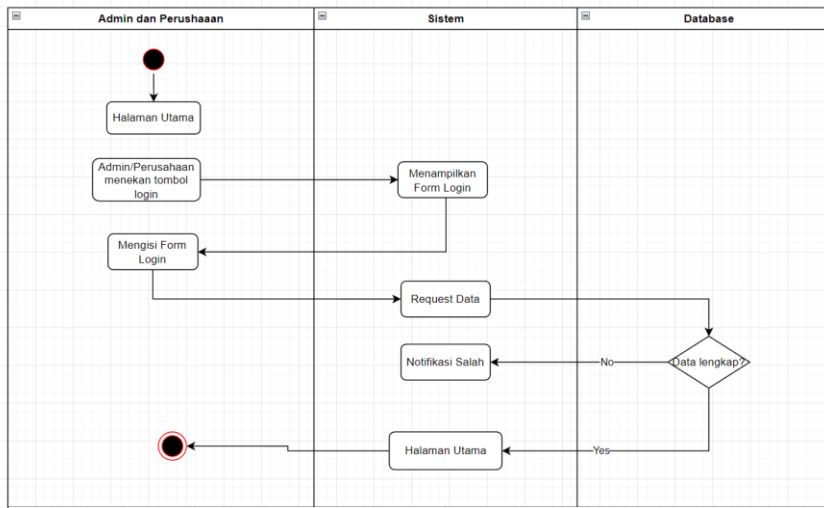 Admin dan Perushaaan
Sistem
Database
Halaman Utama
Admin/Perusahaan
menekan tombol
login
Menampilkan
Form Login
Mengisi Form
Login
Request Data
Notifikasi Salah
No
Data lengkap?
Halaman Utama
Yes